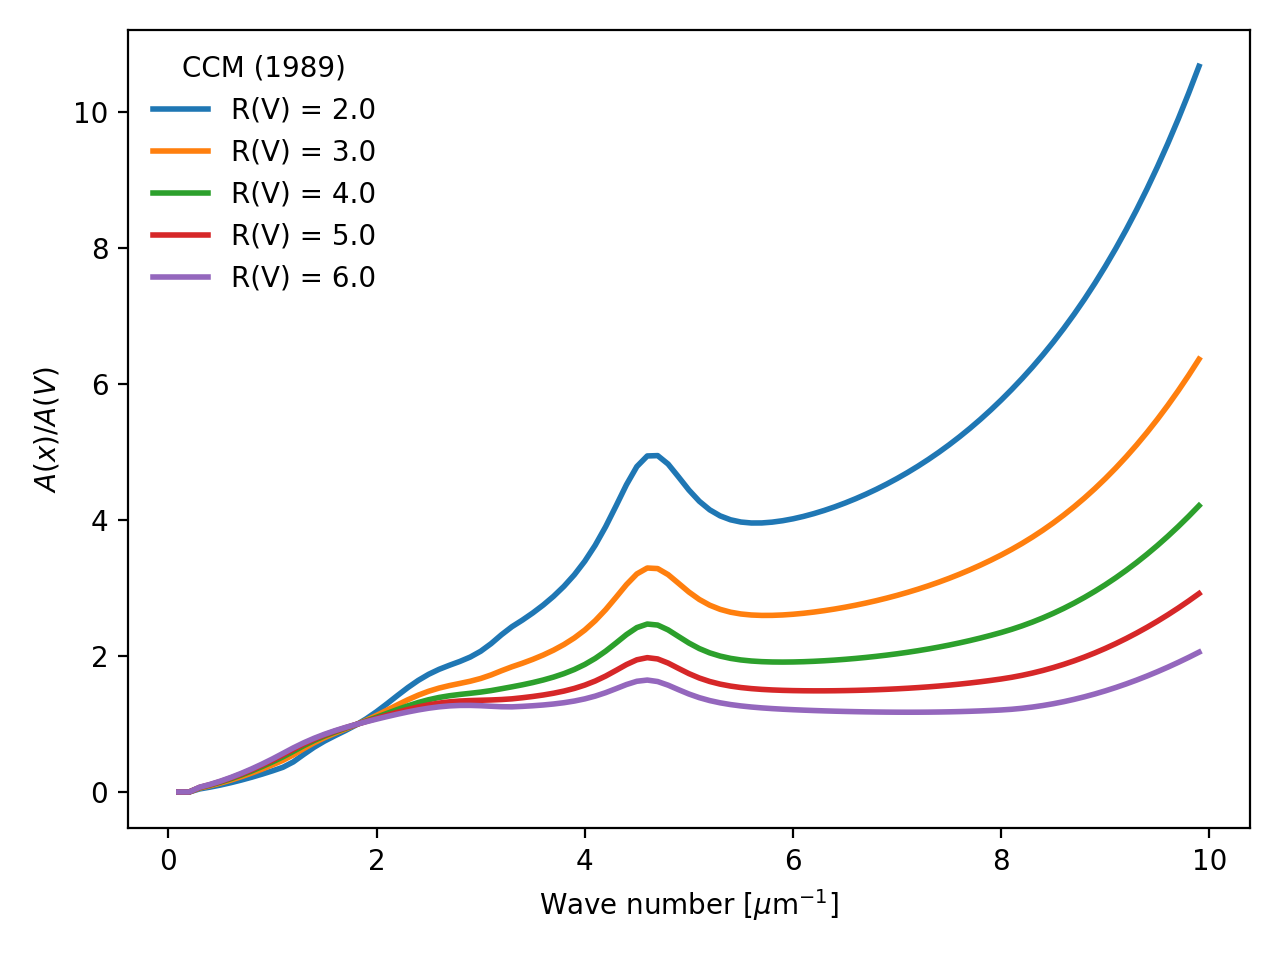 CCM (1989)
R(V) = 2.0
R(V) = 3.0
R(V) = 4.0
R(V) = 5.0
R(V) = 6.0
A(x)/A(V)
10
8
6
4
2
0
0 2 4 6 8 10
Wave number [μm⁻¹]